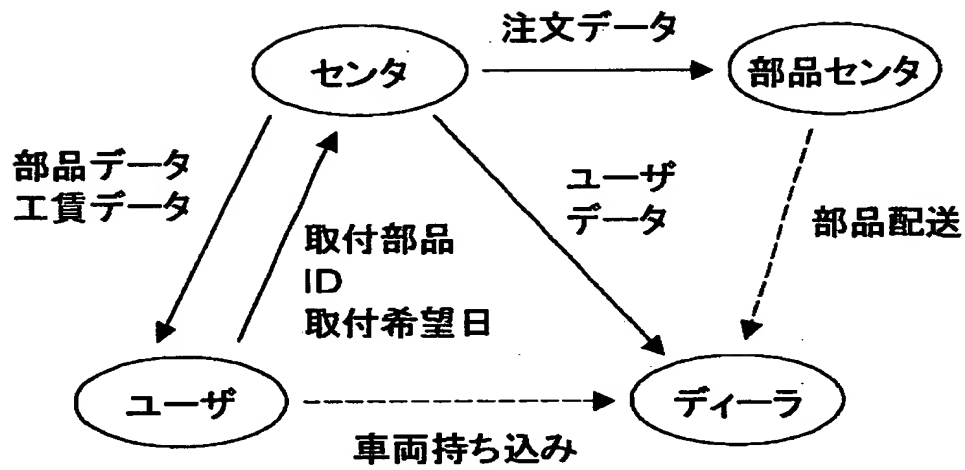 注文データ
センタ
部品センタ
部品データ
工賃データ
ユーザ
データ
部品配送
取付部品
ID
取付希望日
ユーザ
ディーラ
車両持ち込み